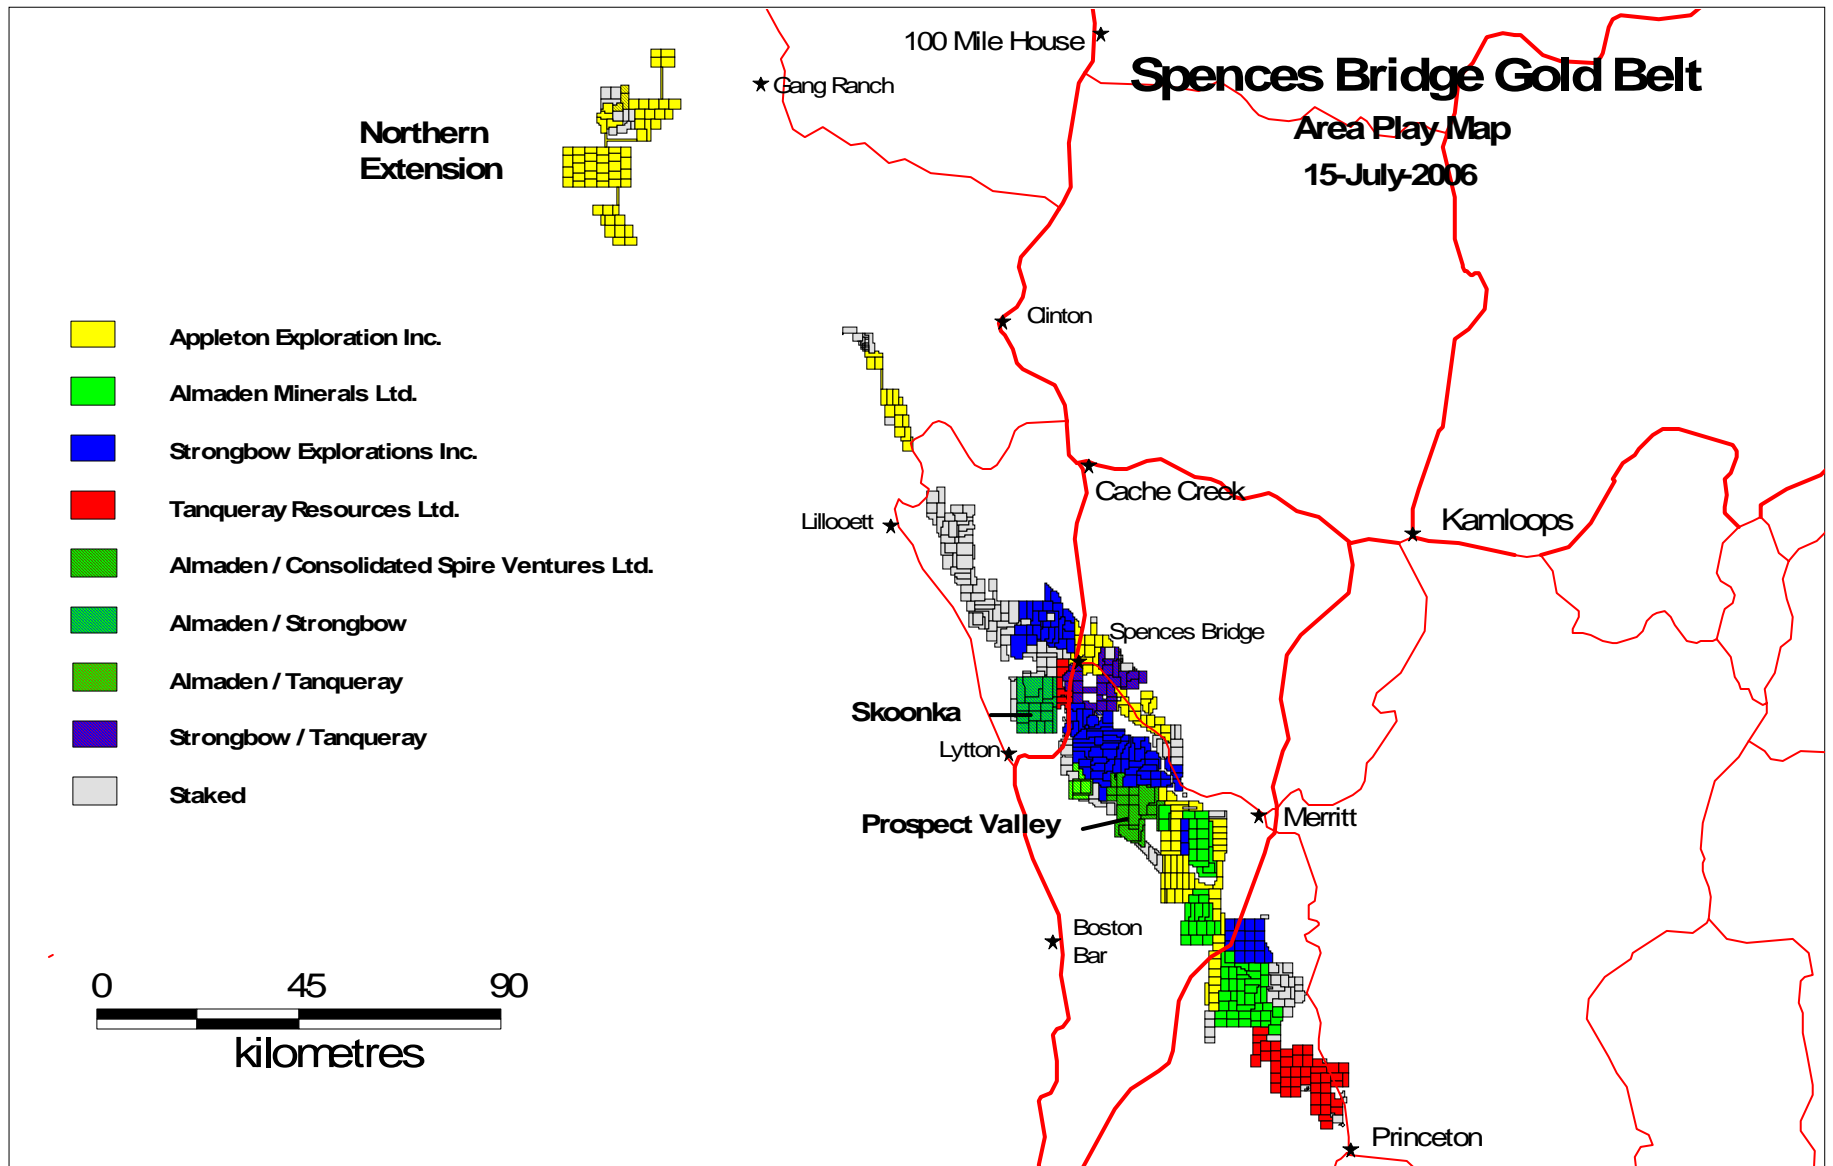 100 Mile House
Spences Bridge Gold Belt
Gang Ranch
Area Play Map
Northern
Extension
15-July-2006
Clinton
Appleton Exploration Inc.
Almaden Minerals Ltd.
Strongbow Explorations Inc.
Tanqueray Resources Ltd.
Almaden / Consolidated Spire Ventures Ltd.
Almaden / Strongbow
Almaden / Tanqueray
Strongbow / Tanqueray
Staked
Cache Creek
Kamloops
Lillooett
Spences Bridge
Skoonka
Lytton
Prospect Valley
Merritt
Boston
Bar
0 45 90
kilometres
Princeton